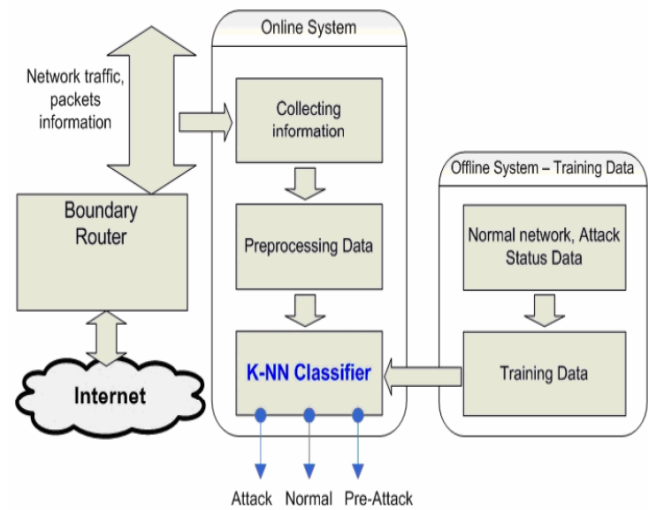 Online System
Network traffic,
packets
information
Collecting
information
Boundary
Router
Preprocessing Data
K-NN Classifier
Internet
Attack Normal Pre-Attack
Offline System – Training Data
Normal network, Attack
Status Data
Training Data